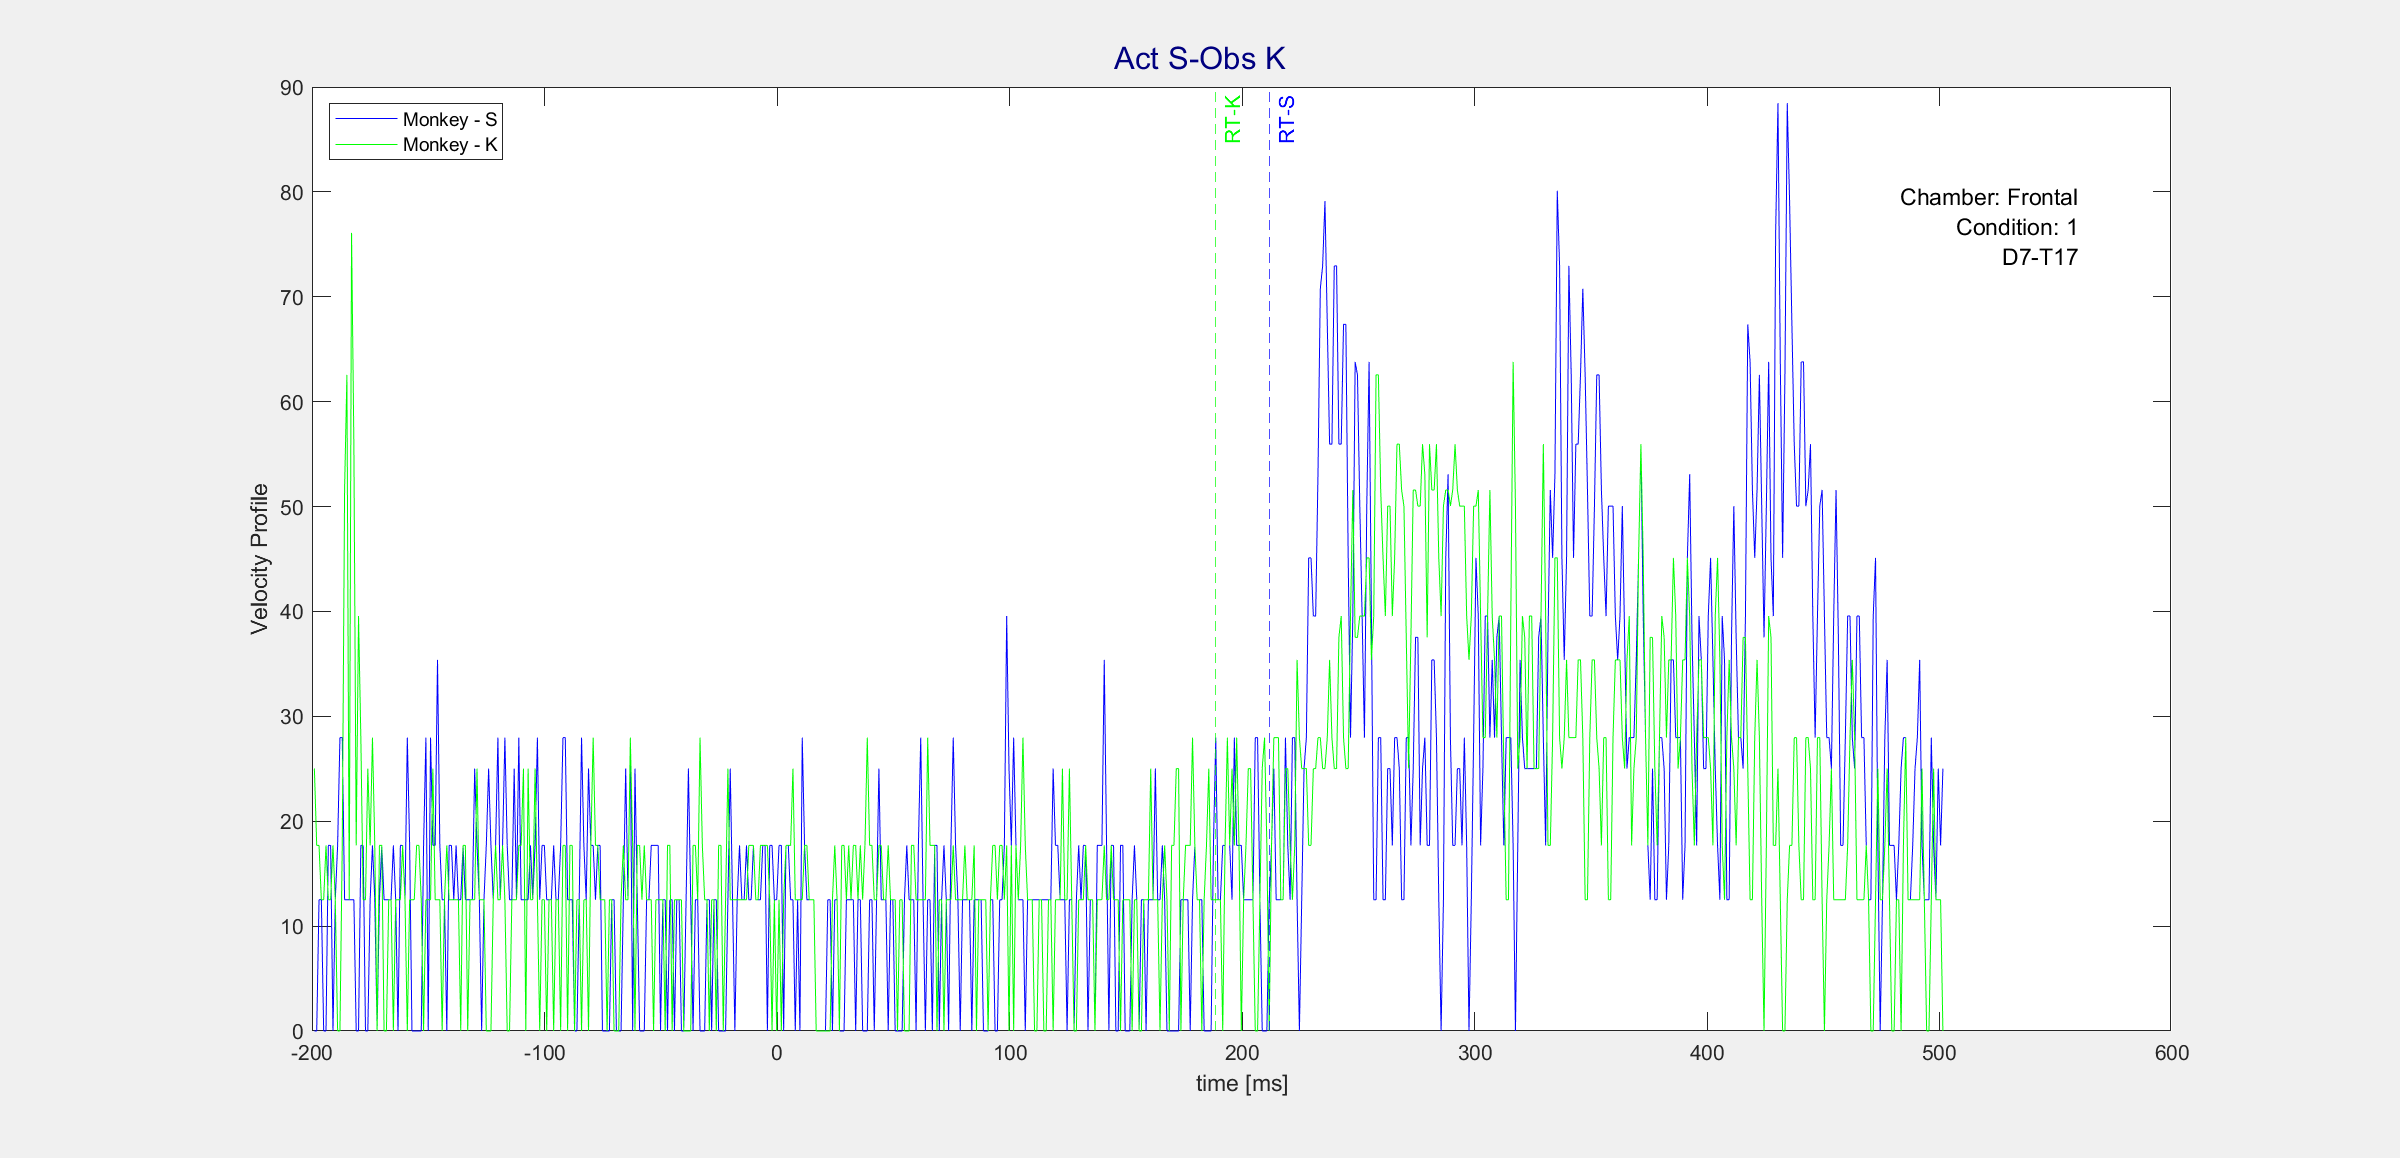 Act S-Obs K
Monkey - S
Monkey - K
RT-K
RT-S
Chamber: Frontal
Condition: 1
D7-T17
Velocity Profile
90
80
70
60
50
40
30
20
10
0
-200
-100
0
100
200
300
400
500
600
time [ms]